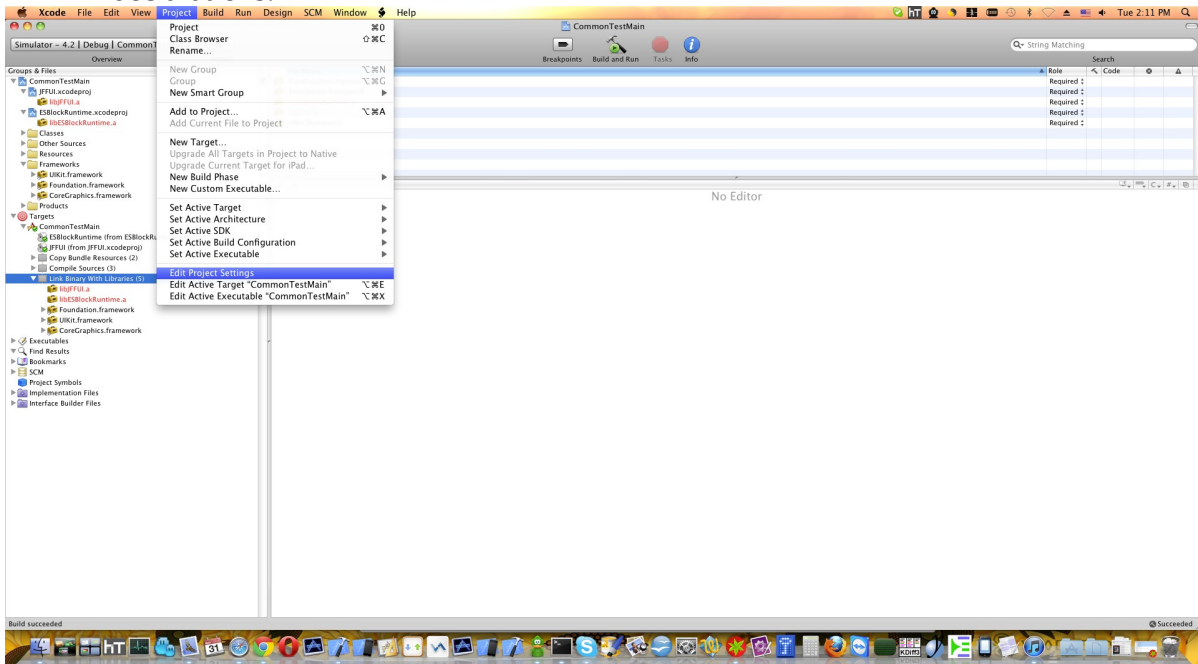 Xcode File Edit View Project Build Run Design SCM Window Help
Tue 2:11 PM
CommonTestMain
Simulator - 4.2 | Debug | CommonT
Overview
Breakpoints Build and Run Tasks Info
String Matching
Search
Groups & Files
Role Code
CommonTestMain
JFFUI.xcodeproj
libJFFUI.a
ESBlockRuntime.xcodeproj
libESBlockRuntime.a
Classes
Other Sources
Resources
Frameworks
UIKit.framework
Foundation.framework
CoreGraphics.framework
Products
Targets
CommonTestMain
ESBlockRuntime (from ESBlockRu
JFFUI (from JFFUI.xcodeproj)
Copy Bundle Resources (2)
Compile Sources (3)
Link Binary With Libraries (5)
libJFFUI.a
libESBlockRuntime.a
Foundation.framework
UIKit.framework
CoreGraphics.framework
Executables
Find Results
Bookmarks
SCM
Project Symbols
Implementation Files
Interface Builder Files
Project ⌘0
Class Browser ⇧⌘C
Rename...
New Group ⌥⌘N
Group ⌥⌘G
New Smart Group
Add to Project... ⌥⌘A
Add Current File to Project
New Target...
Upgrade All Targets in Project to Native
Upgrade Current Target for iPad...
New Build Phase
New Custom Executable...
Set Active Target
Set Active Architecture
Set Active SDK
Set Active Build Configuration
Set Active Executable
Edit Project Settings
Edit Active Target “CommonTestMain” ⌥⌘E
Edit Active Executable “CommonTestMain” ⌥⌘X
Required
Required
Required
Required
Required
No Editor
Build succeeded
Succeeded